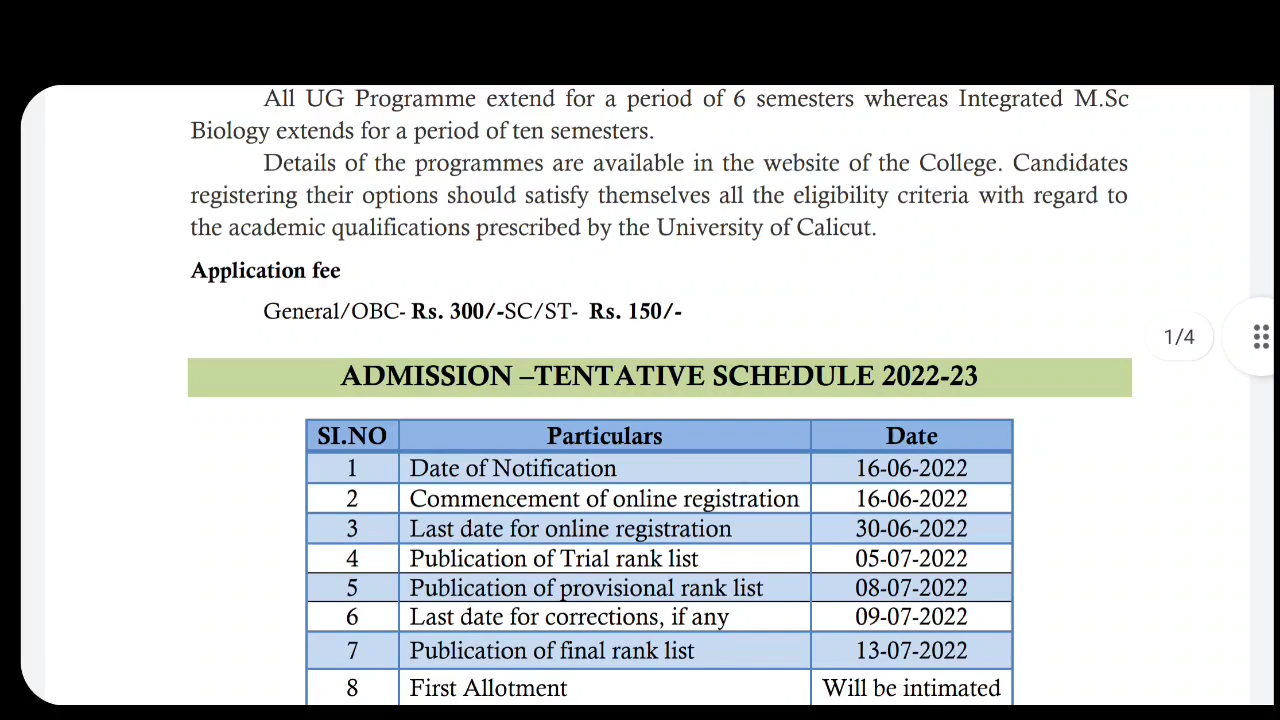 All UG Programme extend for a period of 6 semesters whereas Integrated M.Sc
Biology extends for a period of ten semesters.
Details of the programmes are available in the website of the College. Candidates
registering their options should satisfy themselves all the eligibility criteria with regard to
the academic qualifications prescribed by the University of Calicut.
Application fee
General/OBC- Rs. 300/-SC/ST- Rs. 150/-
1/4
ADMISSION –TENTATIVE SCHEDULE 2022-23
SI.NO Particulars Date
1 Date of Notification 16-06-2022
2 Commencement of online registration 16-06-2022
3 Last date for online registration 30-06-2022
4 Publication of Trial rank list 05-07-2022
5 Publication of provisional rank list 08-07-2022
6 Last date for corrections, if any 09-07-2022
7 Publication of final rank list 13-07-2022
8 First Allotment Will be intimated